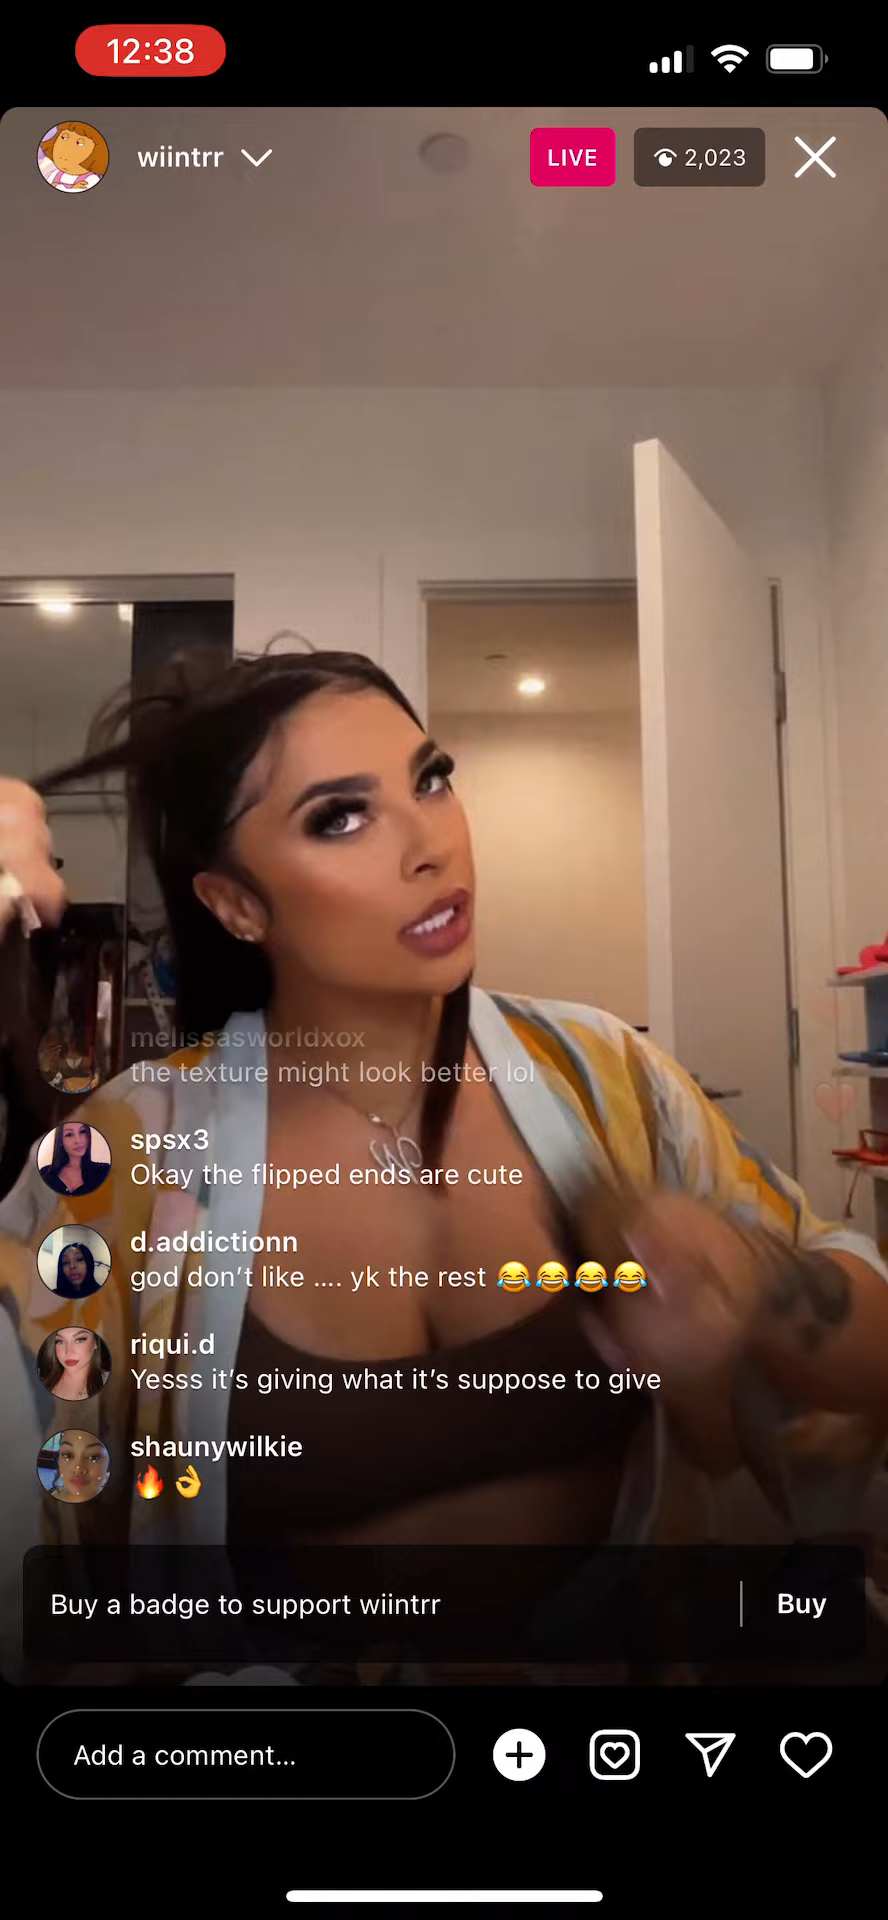 12:38
wiintrr
LIVE
2,023
melissasworldxox
the texture might look better lol
spsx3
Okay the flipped ends are cute
d.addictionn
god don’t like .... yk the rest 😂😂😂😂
riqui.d
Yesss it’s giving what it’s suppose to give
shaunywilkie
🔥👌
Buy a badge to support wiintrr
Buy
Add a comment...